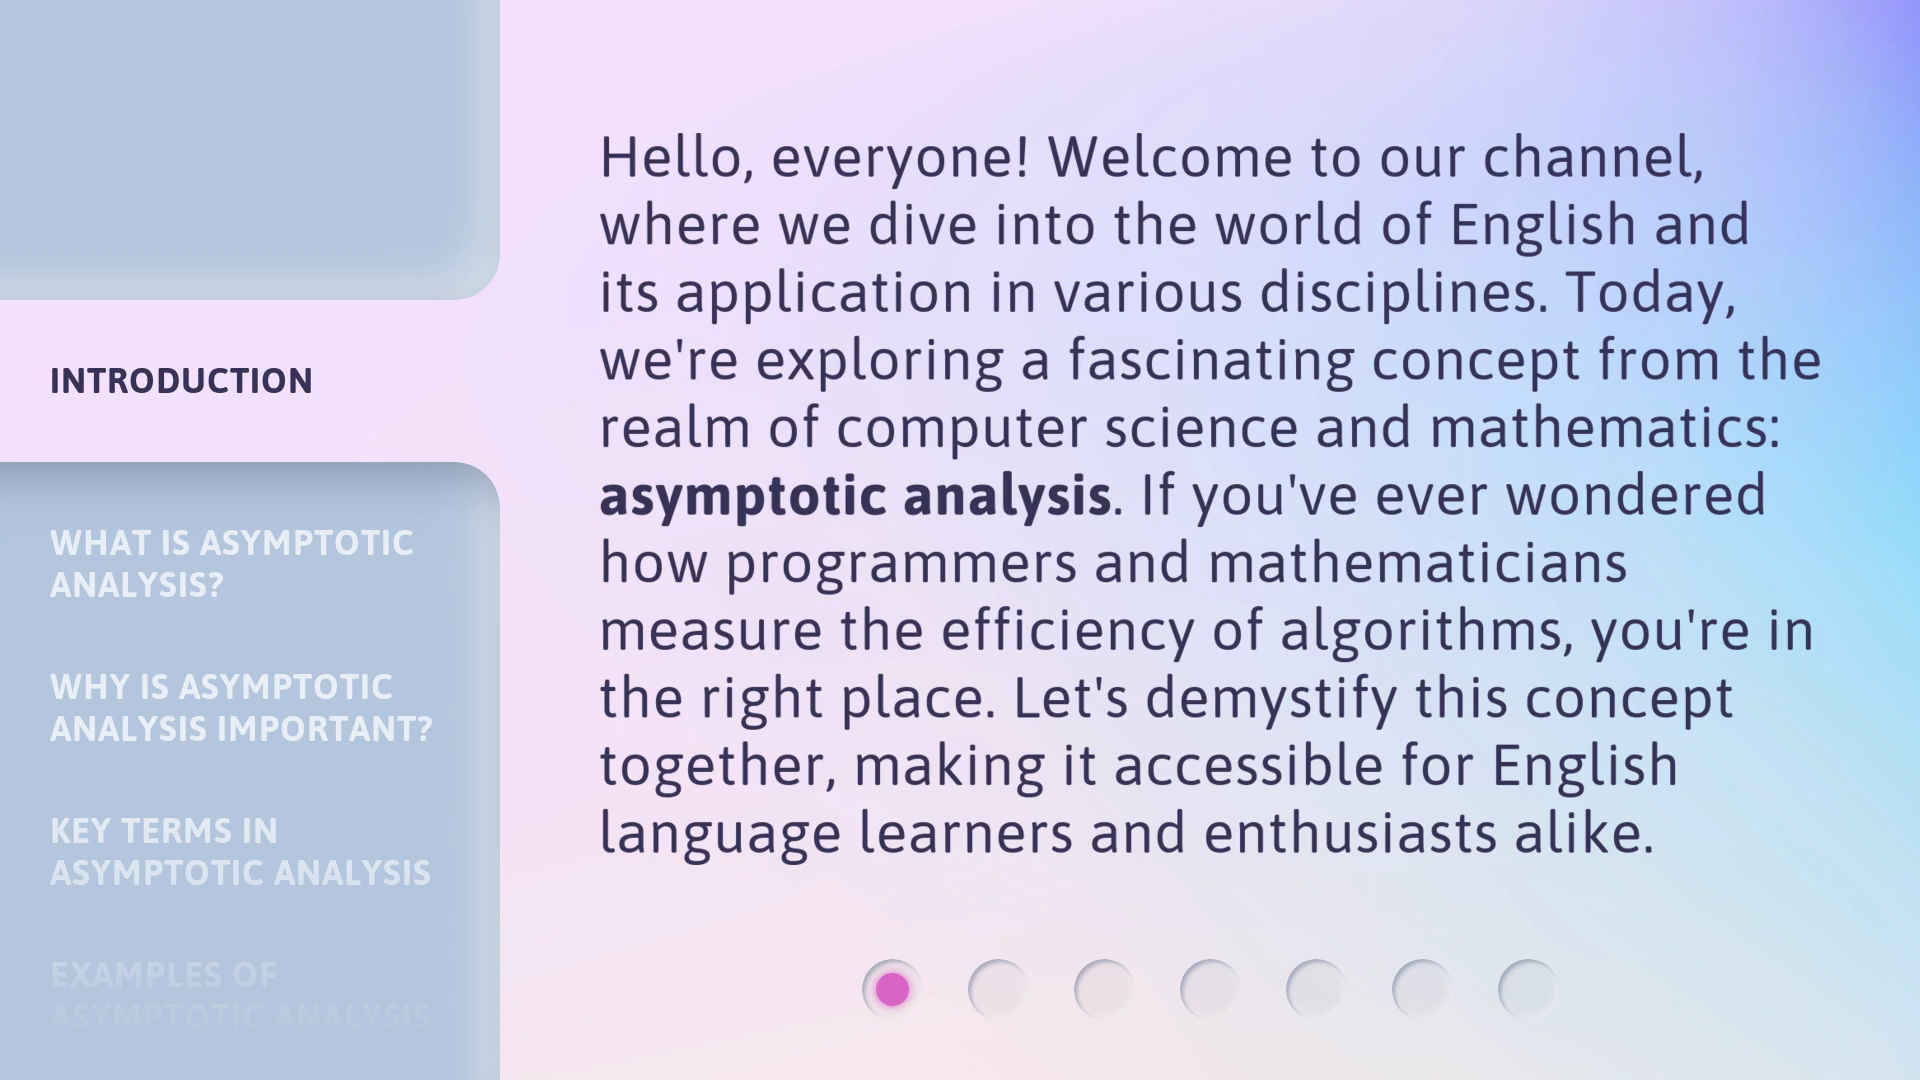 INTRODUCTION
WHAT IS ASYMPTOTIC
ANALYSIS?
WHY IS ASYMPTOTIC
ANALYSIS IMPORTANT?
KEY TERMS IN
ASYMPTOTIC ANALYSIS
EXAMPLES OF
ASYMPTOTIC ANALYSIS
Hello, everyone! Welcome to our channel,
where we dive into the world of English and
its application in various disciplines. Today,
we're exploring a fascinating concept from the
realm of computer science and mathematics:
asymptotic analysis. If you've ever wondered
how programmers and mathematicians
measure the efficiency of algorithms, you're in
the right place. Let's demystify this concept
together, making it accessible for English
language learners and enthusiasts alike.